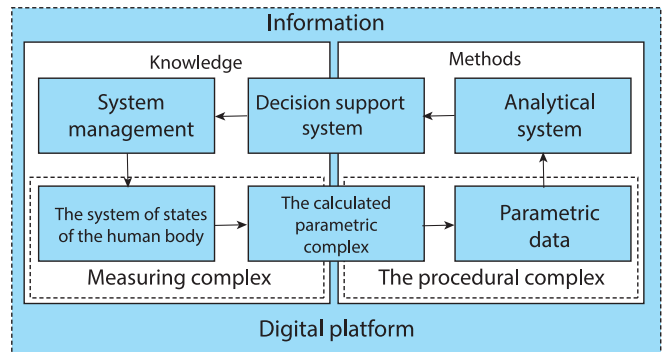 Information
Knowledge
Methods
System
management
Decision support
system
Analytical
system
The system of states
of the human body
The calculated
parametric
complex
Parametric
data
Measuring complex
The procedural complex
Digital platform